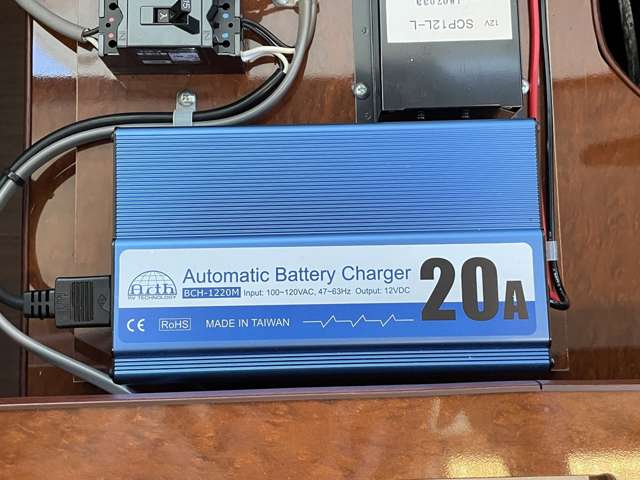 N
N
12V
SCP12L-L
Acth
RV TECHNOLOGY
Automatic Battery Charger
BCH-1220M Input: 100~120VAC, 47~63Hz Output: 12VDC
20A
CE RoHS MADE IN TAIWAN